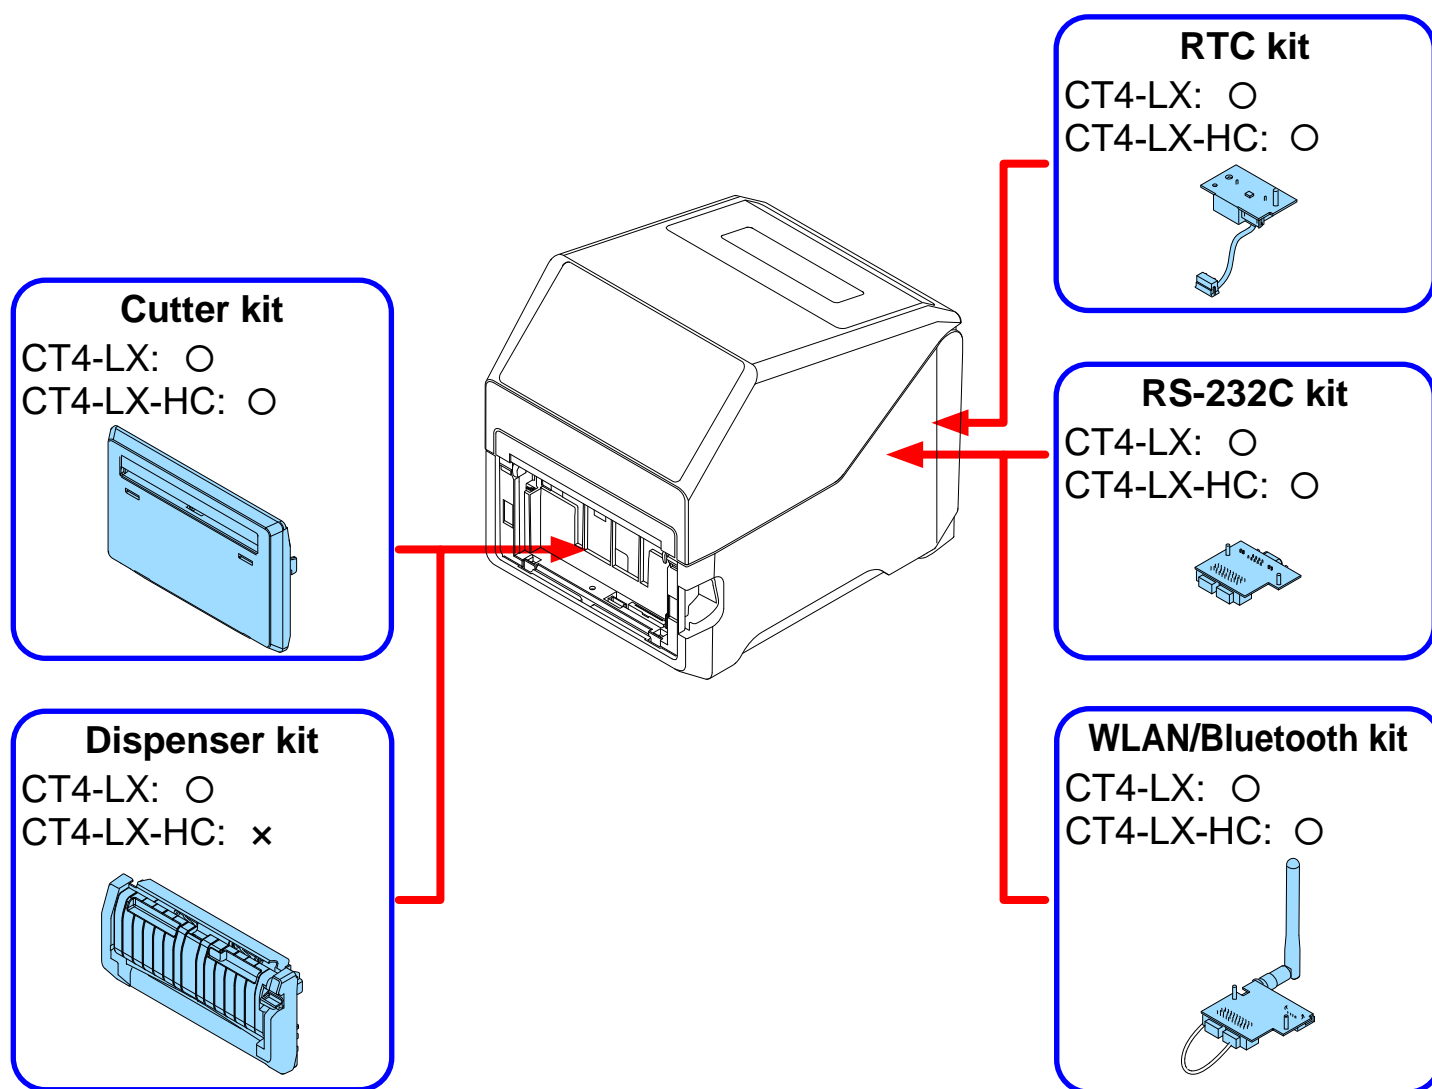 RTC kit
CT4-LX: ○
CT4-LX-HC: ○
Cutter kit
CT4-LX: ○
CT4-LX-HC: ○
RS-232C kit
CT4-LX: ○
CT4-LX-HC: ○
Dispenser kit
CT4-LX: ○
CT4-LX-HC: ×
WLAN/Bluetooth kit
CT4-LX: ○
CT4-LX-HC: ○